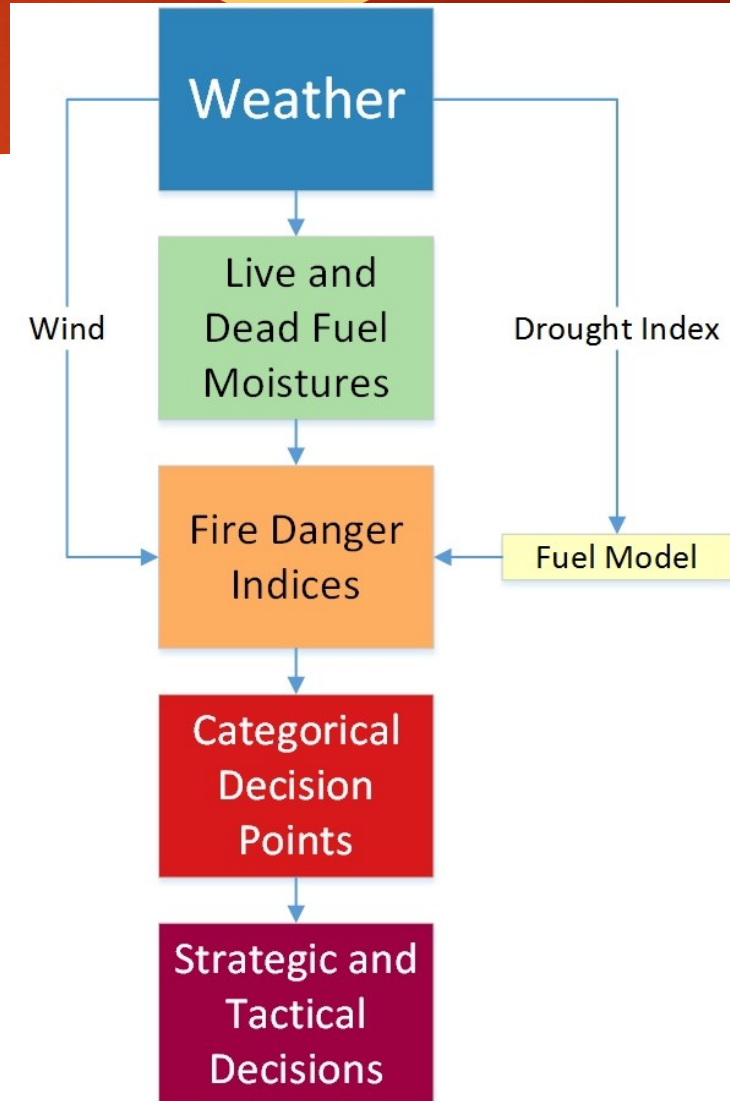 Weather
Live and
Dead Fuel
Moistures
Wind
Drought Index
Fire Danger
Indices
Fuel Model
Categorical
Decision
Points
Strategic and
Tactical
Decisions